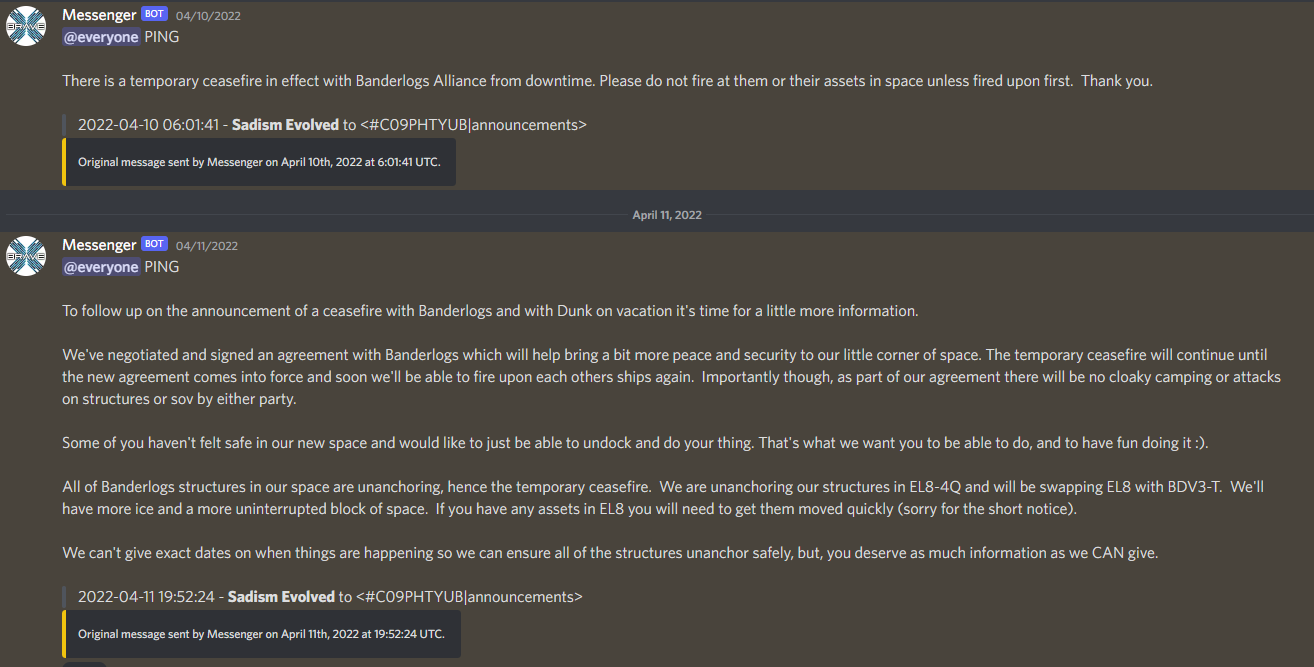 BRAVE
Messenger BOT 04/10/2022
@everyone PING
There is a temporary ceasefire in effect with Banderlogs Alliance from downtime. Please do not fire at them or their assets in space unless fired upon first.  Thank you.
2022-04-10 06:01:41 - Sadism Evolved to <#C09PHTYUB|announcements>
Original message sent by Messenger on April 10th, 2022 at 6:01:41 UTC.
April 11, 2022
BRAVE
Messenger BOT 04/11/2022
@everyone PING
To follow up on the announcement of a ceasefire with Banderlogs and with Dunk on vacation it's time for a little more information.
We've negotiated and signed an agreement with Banderlogs which will help bring a bit more peace and security to our little corner of space. The temporary ceasefire will continue until
the new agreement comes into force and soon we'll be able to fire upon each others ships again.  Importantly though, as part of our agreement there will be no cloaky camping or attacks
on structures or sov by either party.
Some of you haven't felt safe in our new space and would like to just be able to undock and do your thing. That's what we want you to be able to do, and to have fun doing it :).
All of Banderlogs structures in our space are unanchoring, hence the temporary ceasefire.  We are unanchoring our structures in EL8-4Q and will be swapping EL8 with BDV3-T.  We'll
have more ice and a more uninterrupted block of space.  If you have any assets in EL8 you will need to get them moved quickly (sorry for the short notice).
We can't give exact dates on when things are happening so we can ensure all of the structures unanchor safely, but, you deserve as much information as we CAN give.
2022-04-11 19:52:24 - Sadism Evolved to <#C09PHTYUB|announcements>
Original message sent by Messenger on April 11th, 2022 at 19:52:24 UTC.